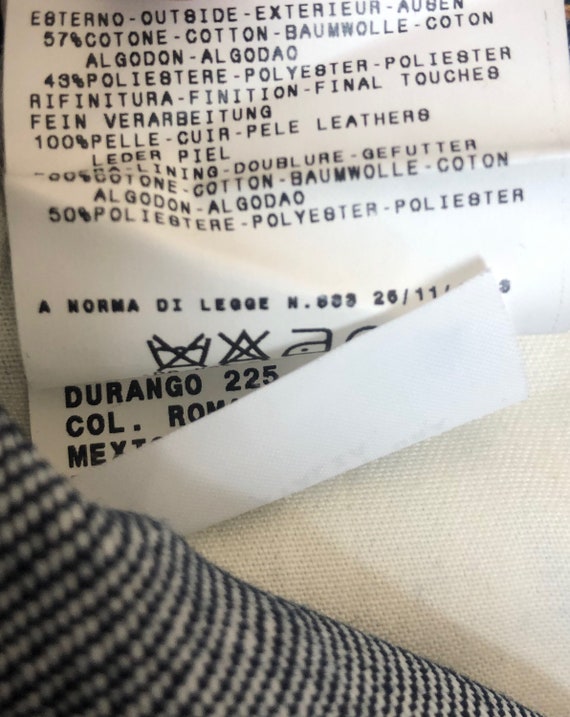 ESTERNO-OUTSIDE-EXTERIEUR-AUSEN
57%COTONE-COTTON-BAUMWOLLE-COTON
ALGODON-ALGODAO
43%POLIESTERE-POLYESTER-POLIESTER
RIFINITURA-FINITION-FINAL TOUCHES
FEIN VERARBEITUNG
100%PELLE-CUIR-PELE LEATHERS
LEDER PIEL
LINING-DOUBLURE-GEFUTTER
COTONE-COTTON-BAUMWOLLE-COTON
ALGODON-ALGODAO
50%POLIESTERE-POLYESTER-POLIESTER
A NORMA DI LEGGE N.883 26/11/
DURANGO 225
COL.